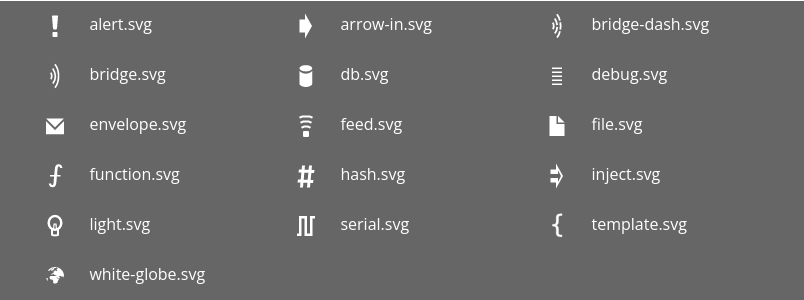 alert.svg arrow-in.svg bridge-dash.svg
bridge.svg db.svg debug.svg
envelope.svg feed.svg file.svg
function.svg hash.svg inject.svg
light.svg serial.svg template.svg
white-globe.svg